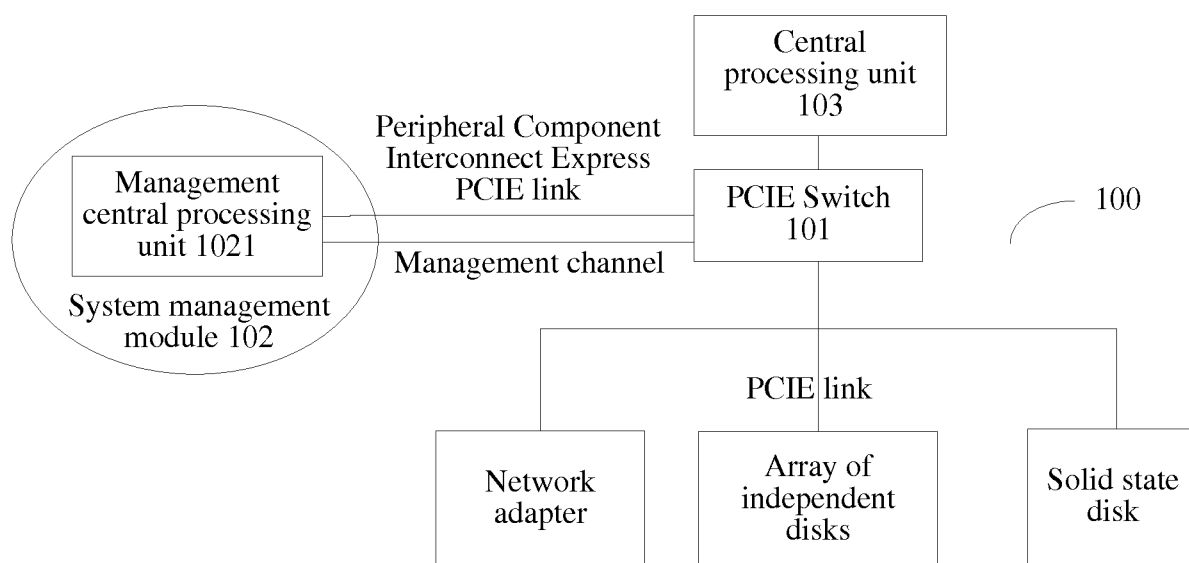 Central
processing unit
103
Peripheral Component
Interconnect Express
PCIE link
Management
central processing
unit 1021
PCIE Switch
101
100
Management channel
System management
module 102
PCIE link
Network
adapter
Array of
independent
disks
Solid state
disk